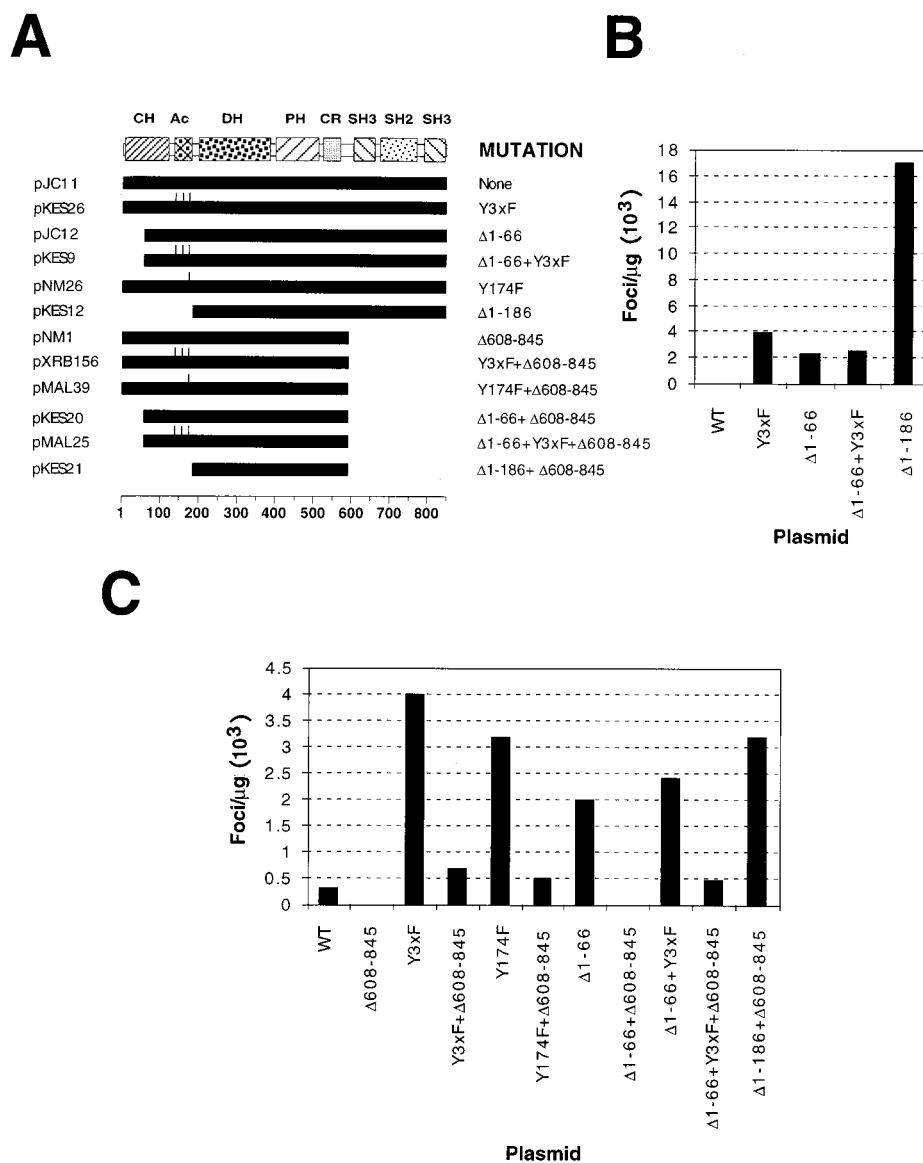 A
CH Ac DH PH CR SH3 SH2 SH3
MUTATION
pJC11 None
pKES26 Y3xF
pJC12 Δ1-66
pKES9 Δ1-66+Y3xF
pNM26 Y174F
pKES12 Δ1-186
pNM1 Δ608-845
pXRB156 Y3xF+Δ608-845
pMAL39 Y174F+Δ608-845
pKES20 Δ1-66+ Δ608-845
pMAL25 Δ1-66+Y3xF+Δ608-845
pKES21 Δ1-186+ Δ608-845
1 100 200 300 400 500 600 700 800
B
Foci/µg (10³)
18
16
14
12
10
8
6
4
2
0
WT
Y3xF
Δ1-66
Δ1-66+Y3xF
Δ1-186
Plasmid
C
Foci/µg (10³)
4.5
4
3.5
3
2.5
2
1.5
1
0.5
0
WT
Δ608-845
Y3xF
Y3xF+Δ608-845
Y174F
Y174F+Δ608-845
Δ1-66
Δ1-66+Δ608-845
Δ1-66+Y3xF
Δ1-66+Y3xF+Δ608-845
Δ1-186+Δ608-845
Plasmid